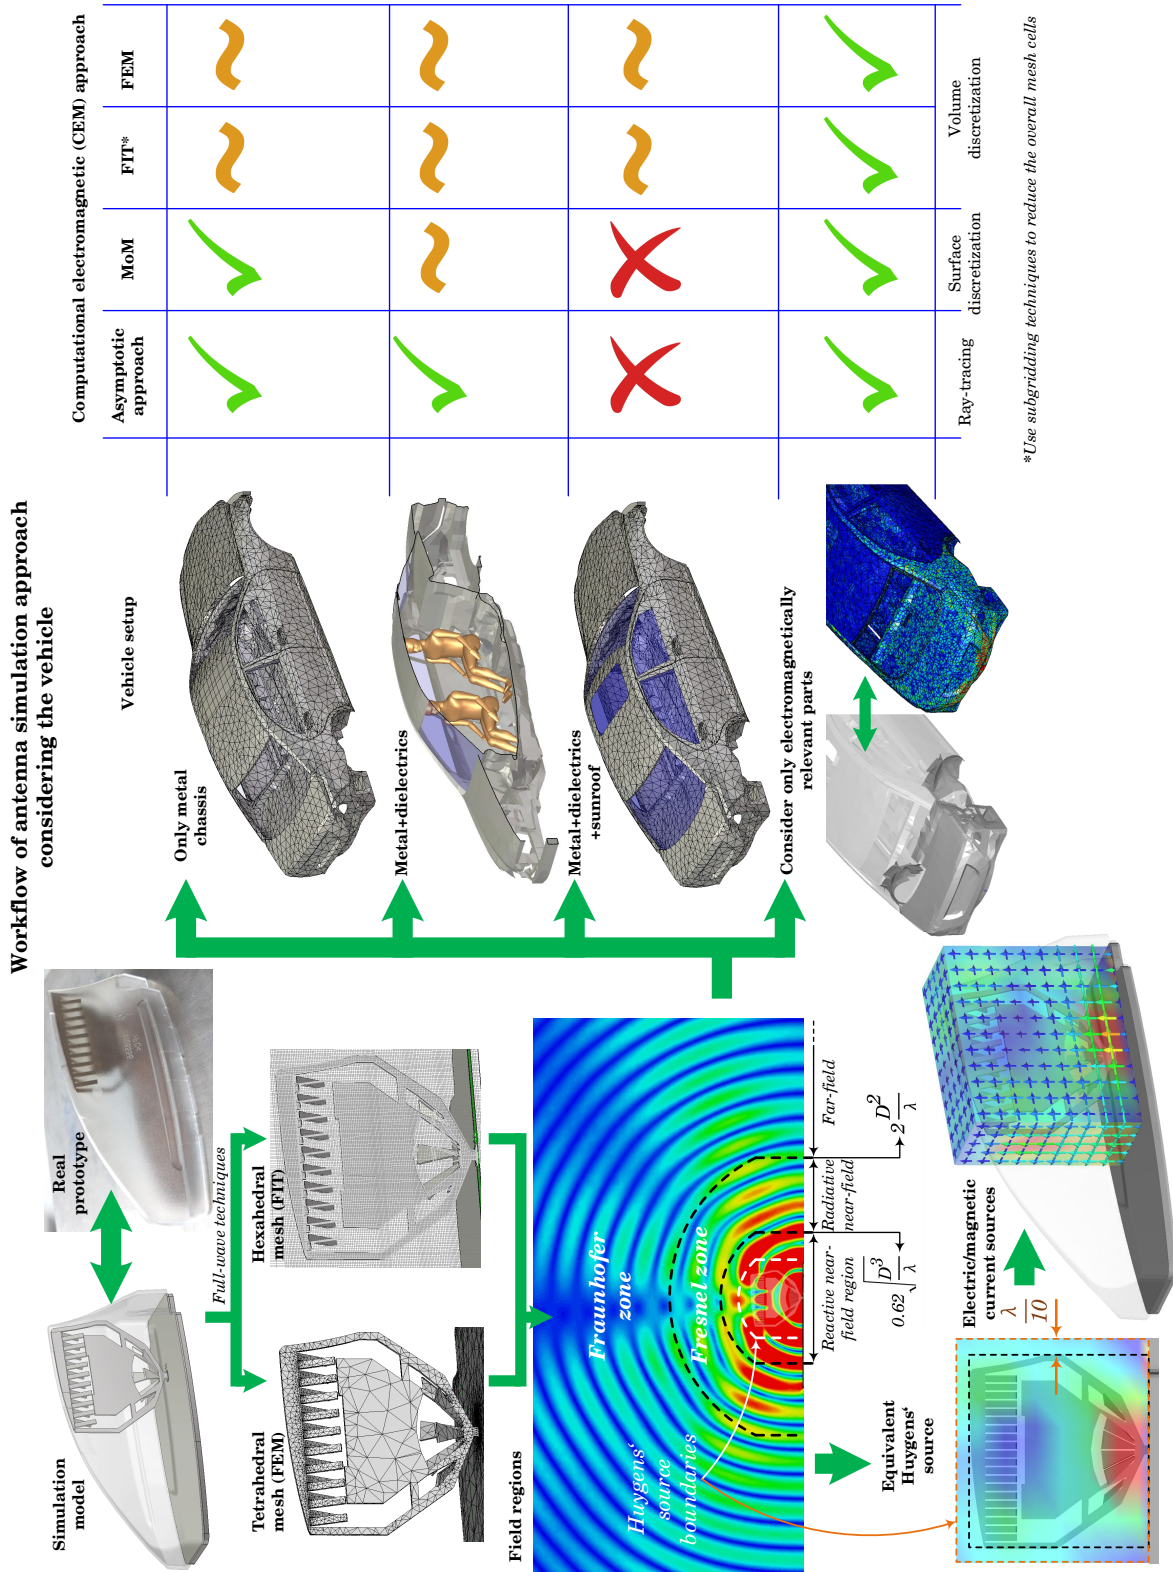 Workflow of antenna simulation approach
considering the vehicle
Simulation
model
Real
prototype
Full-wave techniques
Tetrahedral
mesh (FEM)
Hexahedral
mesh (FIT)
Field regions
Fraunhofer
zone
Fresnel zone
Huygens‘
source
boundaries
Reactive near-
field region
Radiative
near-field
Far-field
0.62√(D³/λ)
2 D²/λ
Equivalent
Huygens‘
source
Electric/magnetic
current sources
λ/10
Vehicle setup
Only metal
chassis
Metal+dielectrics
Metal+dielectrics
+sunroof
Consider only electromagnetically
relevant parts
Computational electromagnetic (CEM) approach
Asymptotic
approach
MoM
FIT*
FEM
✓ ✓ ~ ~
✓ ~ ~ ~
✗ ✗ ~ ~
✓ ✓ ✓ ✓
Ray-tracing
Surface
discretization
Volume
discretization
*Use subgridding techniques to reduce the overall mesh cells